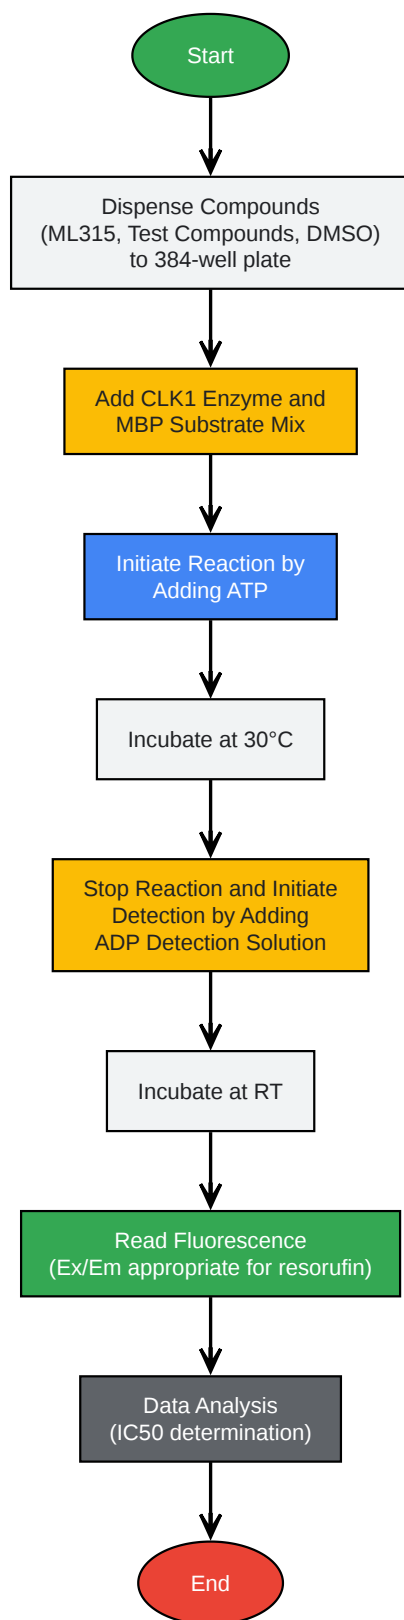 Start
Dispense Compounds
(ML315, Test Compounds, DMSO)
to 384-well plate
Add CLK1 Enzyme and
MBP Substrate Mix
Initiate Reaction by
Adding ATP
Incubate at 30°C
Stop Reaction and Initiate
Detection by Adding
ADP Detection Solution
Incubate at RT
Read Fluorescence
(Ex/Em appropriate for resorufin)
Data Analysis
(IC50 determination)
End